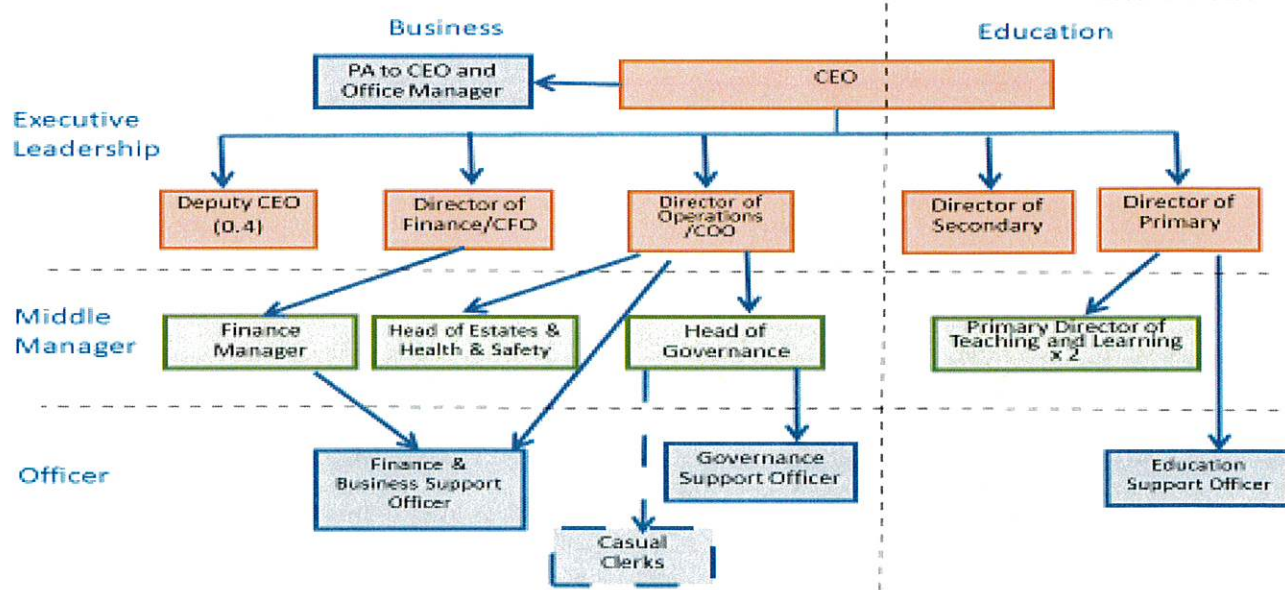 Business
Education
PA to CEO and
Office Manager
CEO
Executive
Leadership
Deputy CEO
(0.4)
Director of
Finance/CFO
Director of
Operations
/COO
Director of
Secondary
Director of
Primary
Middle
Manager
Finance
Manager
Head of Estates &
Health & Safety
Head of
Governance
Primary Director of
Teaching and Learning
x 2
Officer
Finance &
Business Support
Officer
Governance
Support Officer
Education
Support Officer
Casual
Clerks